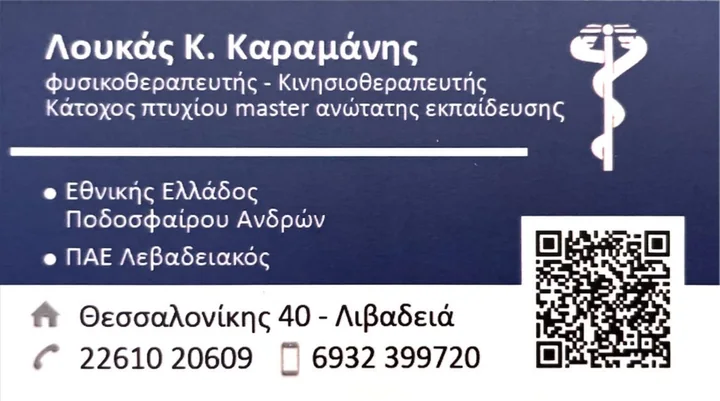 Λουκάς Κ. Καραμάνης
φυσικοθεραπευτής - Κινησιοθεραπευτής
Κάτοχος πτυχίου master ανώτατης εκπαίδευσης
• Εθνικής Ελλάδος
Ποδοσφαίρου Ανδρών
• ΠΑΕ Λεβαδειακός
Θεσσαλονίκης 40 - Λιβαδειά
22610 20609 6932 399720